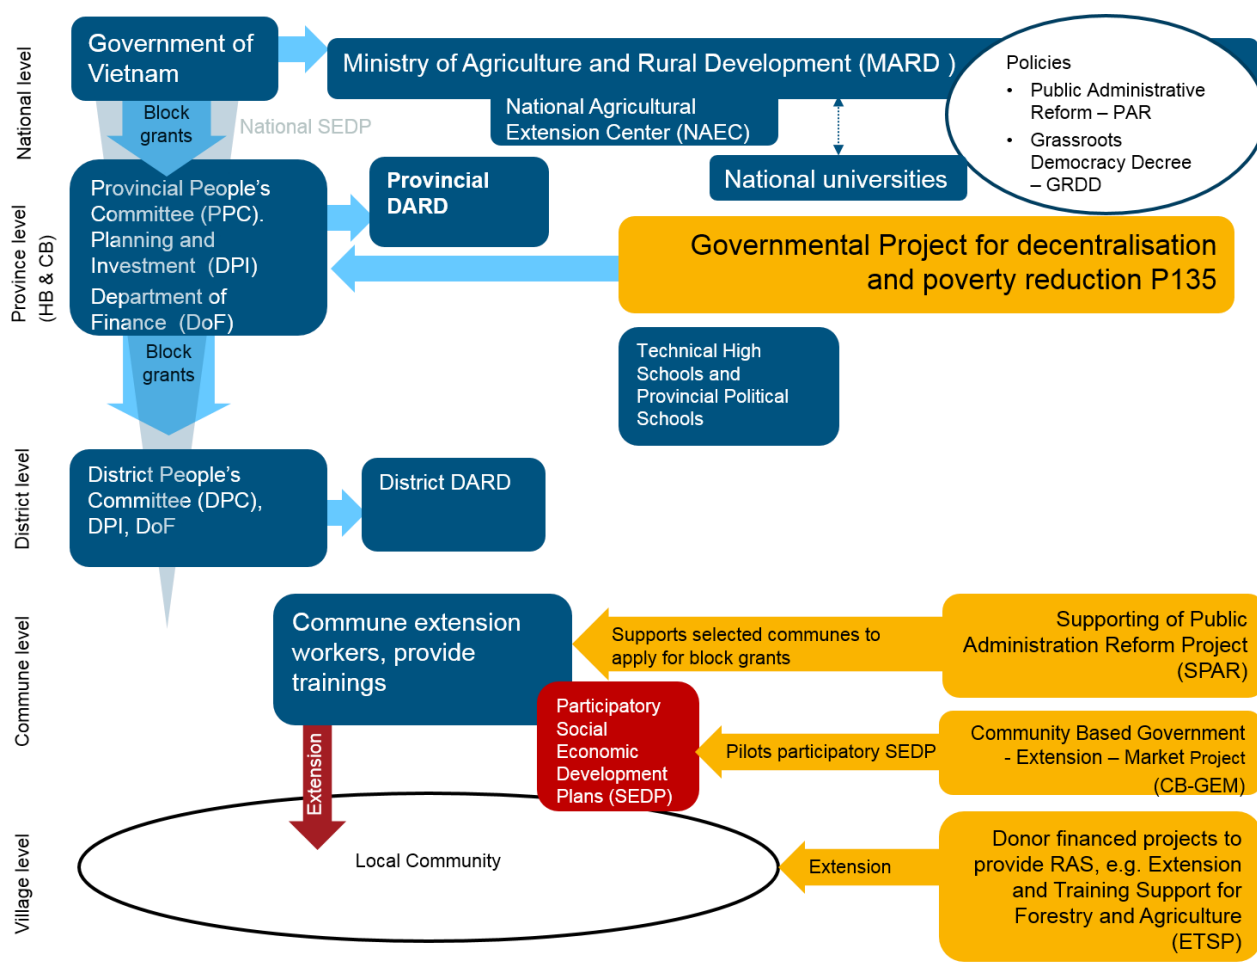 National level
Government of
Vietnam
Ministry of Agriculture and Rural Development (MARD )
Policies
• Public Administrative
Reform – PAR
• Grassroots
Democracy Decree
– GRDD
Block
grants
National SEDP
National Agricultural
Extension Center (NAEC)
National universities
Province level
(HB & CB)
Provincial People's
Committee (PPC).
Planning and
Investment (DPI)
Department of
Finance (DoF)
Provincial
DARD
Governmental Project for decentralisation
and poverty reduction P135
Block
grants
Technical High
Schools and
Provincial Political
Schools
District level
District People's
Committee (DPC),
DPI, DoF
District DARD
Commune level
Commune extension
workers, provide
trainings
Supports selected communes to
apply for block grants
Supporting of Public
Administration Reform Project
(SPAR)
Participatory
Social
Economic
Development
Plans (SEDP)
Pilots participatory SEDP
Community Based Government
- Extension – Market Project
(CB-GEM)
Extension
Village level
Local Community
Extension
Donor financed projects to
provide RAS, e.g. Extension
and Training Support for
Forestry and Agriculture
(ETSP)